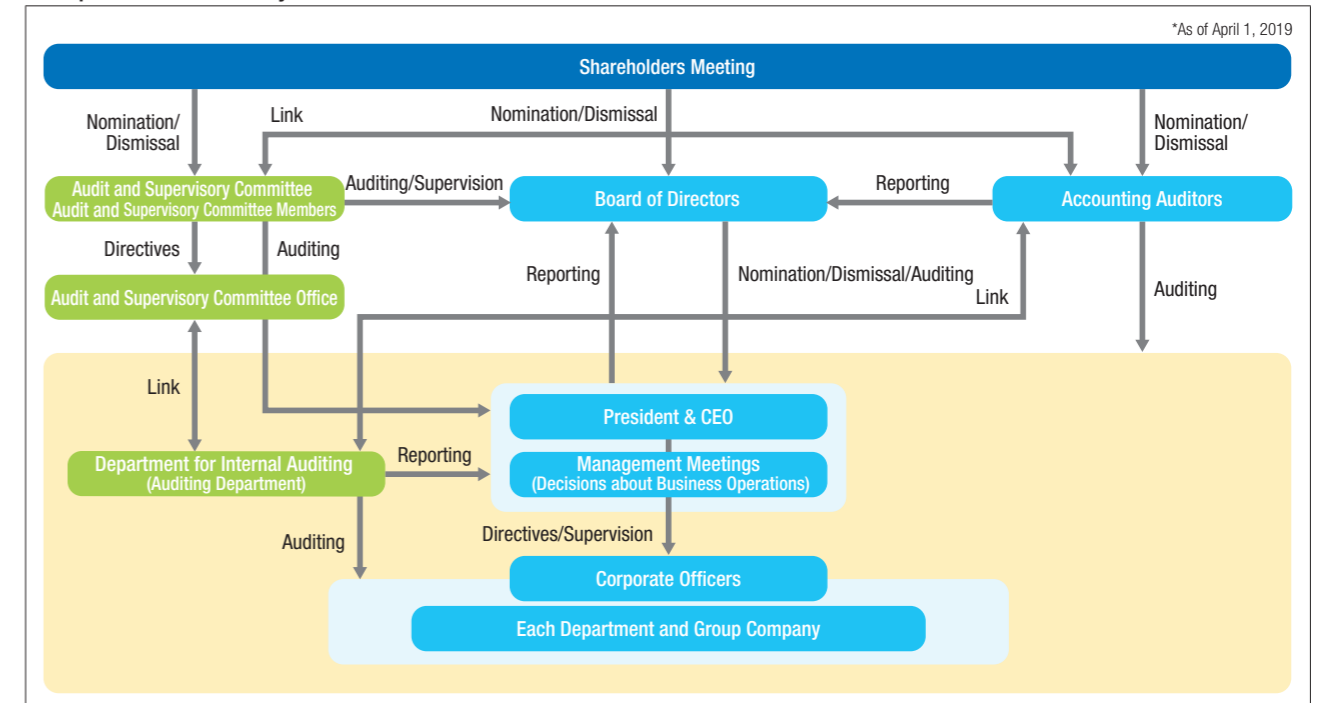 *As of April 1, 2019
Shareholders Meeting
Nomination/
Dismissal
Link
Nomination/Dismissal
Nomination/
Dismissal
Audit and Supervisory Committee
Audit and Supervisory Committee Members
Auditing/Supervision
Board of Directors
Reporting
Accounting Auditors
Directives
Auditing
Audit and Supervisory Committee Office
Reporting
Nomination/Dismissal/Auditing
Link
Auditing
Link
President & CEO
Department for Internal Auditing
(Auditing Department)
Reporting
Management Meetings
(Decisions about Business Operations)
Auditing
Directives/Supervision
Corporate Officers
Each Department and Group Company